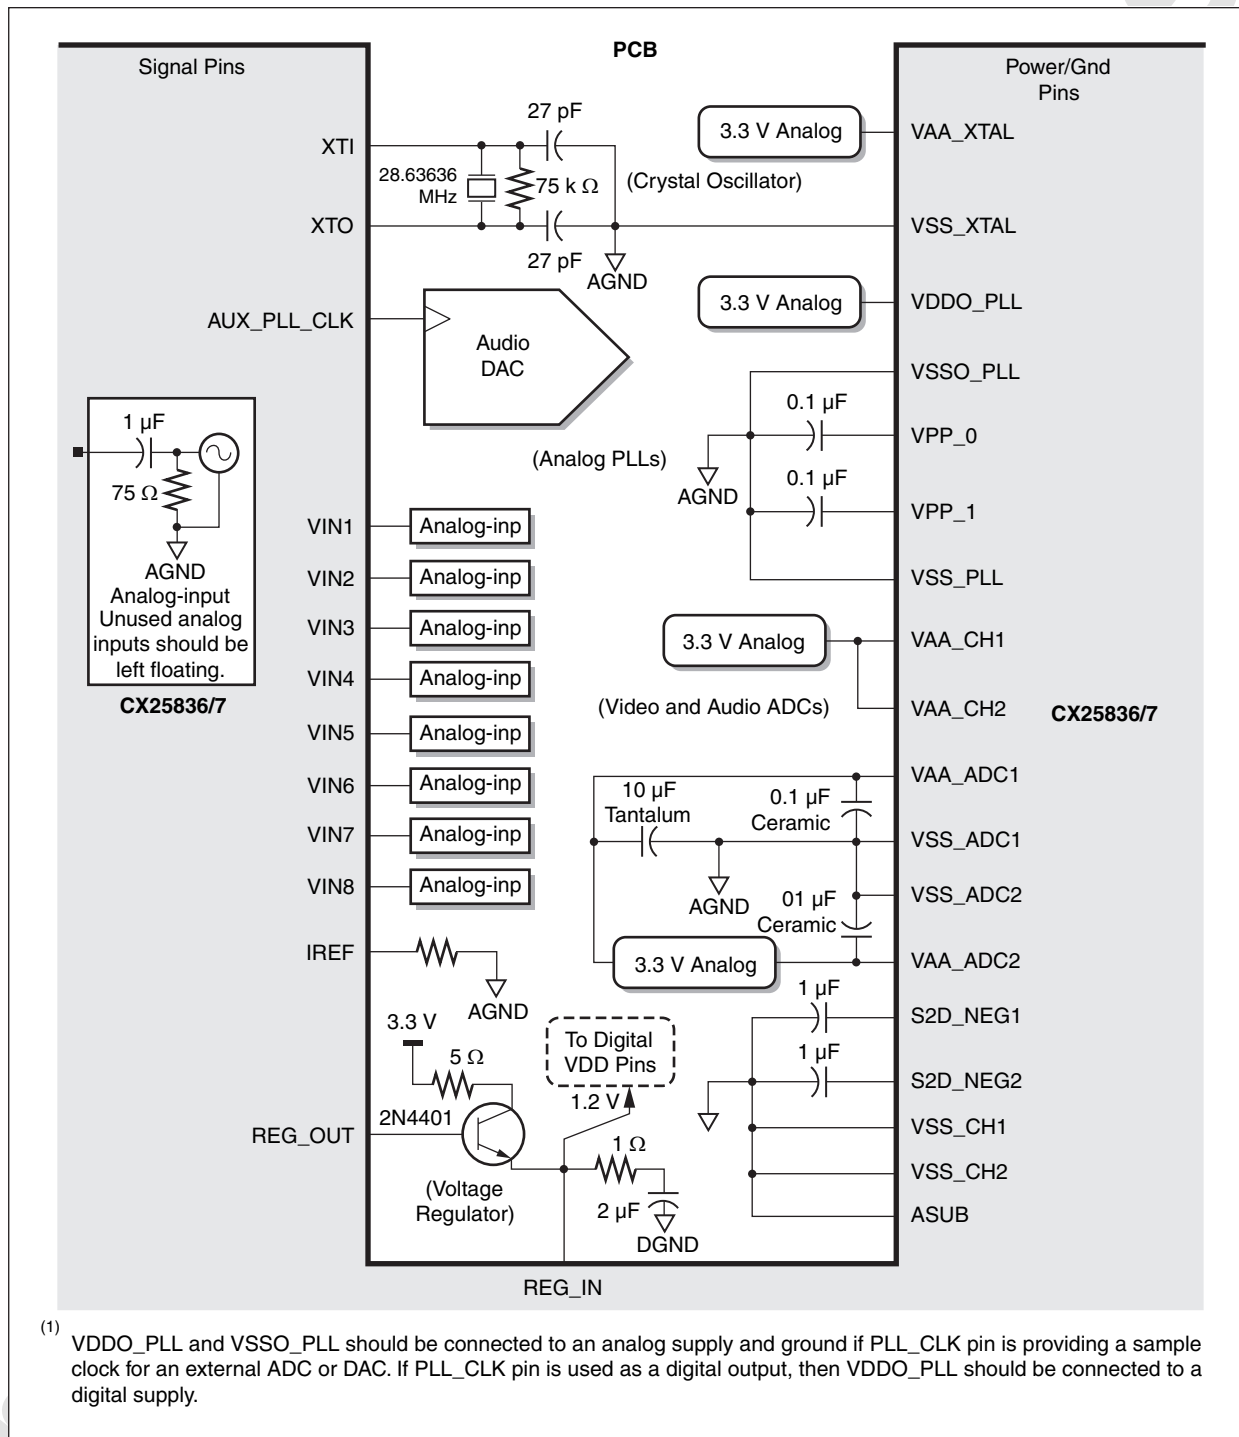 PCB
Signal Pins
Power/Gnd
Pins
27 pF
XTI
28.63636
MHz
75 k Ω
XTO
27 pF
AGND
3.3 V Analog
VAA_XTAL
(Crystal Oscillator)
VSS_XTAL
AUX_PLL_CLK
Audio
DAC
3.3 V Analog
VDDO_PLL
VSSO_PLL
0.1 µF
VPP_0
(Analog PLLs)
AGND
0.1 µF
VPP_1
VSS_PLL
1 µF
75 Ω
AGND
Analog-input
Unused analog
inputs should be
left floating.
CX25836/7
VIN1
Analog-inp
VIN2
Analog-inp
VIN3
Analog-inp
VIN4
Analog-inp
VIN5
Analog-inp
VIN6
Analog-inp
VIN7
Analog-inp
VIN8
Analog-inp
3.3 V Analog
VAA_CH1
(Video and Audio ADCs)
VAA_CH2
CX25836/7
VAA_ADC1
10 µF
Tantalum
0.1 µF
Ceramic
VSS_ADC1
AGND
VSS_ADC2
01 µF
Ceramic
3.3 V Analog
VAA_ADC2
IREF
AGND
1 µF
S2D_NEG1
1 µF
S2D_NEG2
VSS_CH1
VSS_CH2
ASUB
3.3 V
5 Ω
To Digital
VDD Pins
1.2 V
2N4401
REG_OUT
1 Ω
(Voltage
Regulator)
2 µF
DGND
REG_IN
(1)
VDDO_PLL and VSSO_PLL should be connected to an analog supply and ground if PLL_CLK pin is providing a sample
clock for an external ADC or DAC. If PLL_CLK pin is used as a digital output, then VDDO_PLL should be connected to a
digital supply.